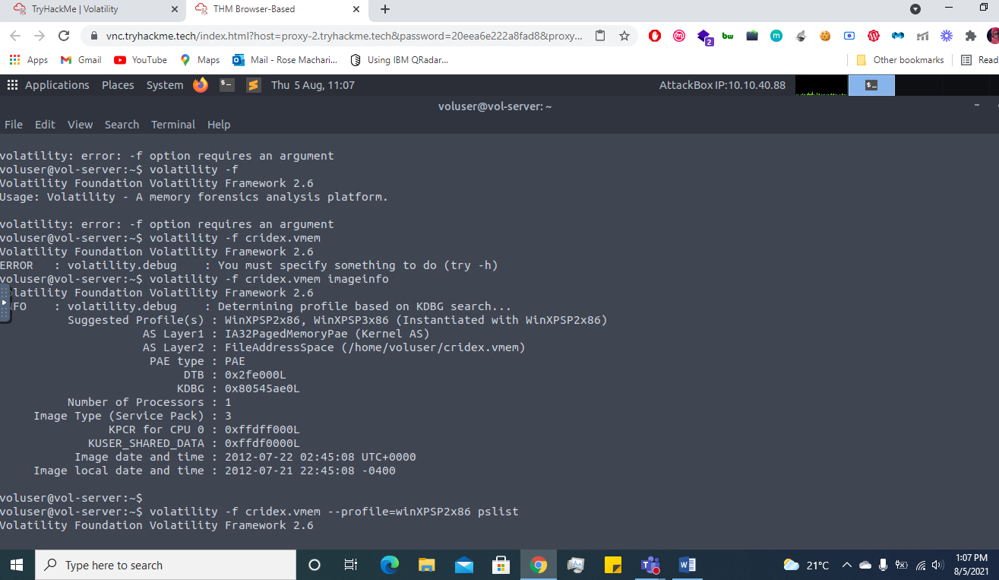 TryHackMe | Volatility
THM Browser-Based
vnc.tryhackme.tech/index.html?host=proxy-2.tryhackme.tech&password=20eea6e222a8fad8&proxy...
2
Apps Gmail YouTube Maps Mail - Rose Machari... Using IBM QRadar... Other bookmarks Read
Applications Places System Thu 5 Aug, 11:07 AttackBox IP:10.10.40.88
voluser@vol-server: ~
File Edit View Search Terminal Help
volatility: error: -f option requires an argument
voluser@vol-server:~$ volatility -f
Volatility Foundation Volatility Framework 2.6
Usage: Volatility - A memory forensics analysis platform.
volatility: error: -f option requires an argument
voluser@vol-server:~$ volatility -f cridex.vmem
Volatility Foundation Volatility Framework 2.6
ERROR   : volatility.debug    : You must specify something to do (try -h)
voluser@vol-server:~$ volatility -f cridex.vmem imageinfo
latility Foundation Volatility Framework 2.6
FO    : volatility.debug    : Determining profile based on KDBG search...
Suggested Profile(s) : WinXPSP2x86, WinXPSP3x86 (Instantiated with WinXPSP2x86)
AS Layer1 : IA32PagedMemoryPae (Kernel AS)
AS Layer2 : FileAddressSpace (/home/voluser/cridex.vmem)
PAE type : PAE
DTB : 0x2fe000L
KDBG : 0x80545ae0L
Number of Processors : 1
Image Type (Service Pack) : 3
KPCR for CPU 0 : 0xffdff000L
KUSER_SHARED_DATA : 0xffdf0000L
Image date and time : 2012-07-22 02:45:08 UTC+0000
Image local date and time : 2012-07-21 22:45:08 -0400
voluser@vol-server:~$
voluser@vol-server:~$ volatility -f cridex.vmem --profile=winXPSP2x86 pslist
Volatility Foundation Volatility Framework 2.6
Type here to search
21°C
1:07 PM
8/5/2021